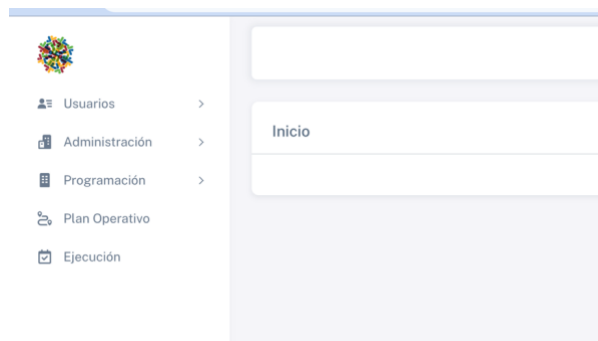 Usuarios
Administración
Programación
Plan Operativo
Ejecución
Inicio